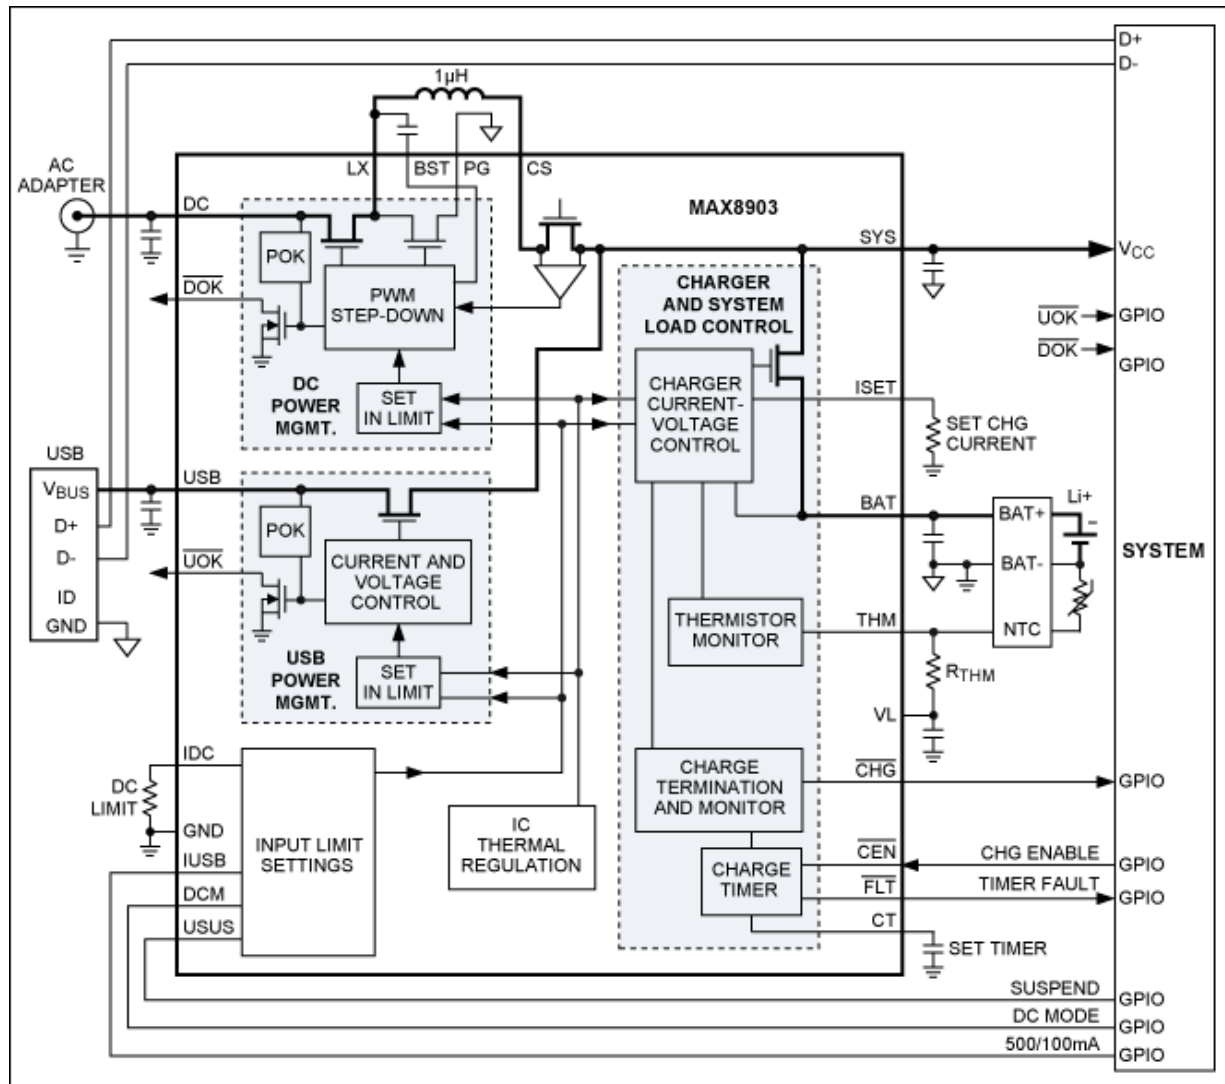 D+
D-
1µH
LX
BST
PG
CS
AC
ADAPTER
DC
MAX8903
SYS
VCC
POK
DOK
PWM
STEP-DOWN
CHARGER
AND SYSTEM
LOAD CONTROL
UOK
GPIO
DOK
GPIO
DC
POWER
MGMT.
SET
IN LIMIT
CHARGER
CURRENT-
VOLTAGE
CONTROL
ISET
SET CHG
CURRENT
USB
VBUS
D+
D-
ID
GND
USB
POK
UOK
CURRENT AND
VOLTAGE
CONTROL
BAT
BAT+
BAT-
NTC
Li+
-
SYSTEM
THERMISTOR
MONITOR
THM
RTHM
USB
POWER
MGMT.
SET
IN LIMIT
VL
IDC
DC
LIMIT
GND
IUSB
DCM
USUS
INPUT LIMIT
SETTINGS
IC
THERMAL
REGULATION
CHARGE
TERMINATION
AND MONITOR
CHG
GPIO
CHARGE
TIMER
CEN
CHG ENABLE
GPIO
FLT
TIMER FAULT
GPIO
CT
SET TIMER
SUSPEND
GPIO
DC MODE
GPIO
500/100mA
GPIO